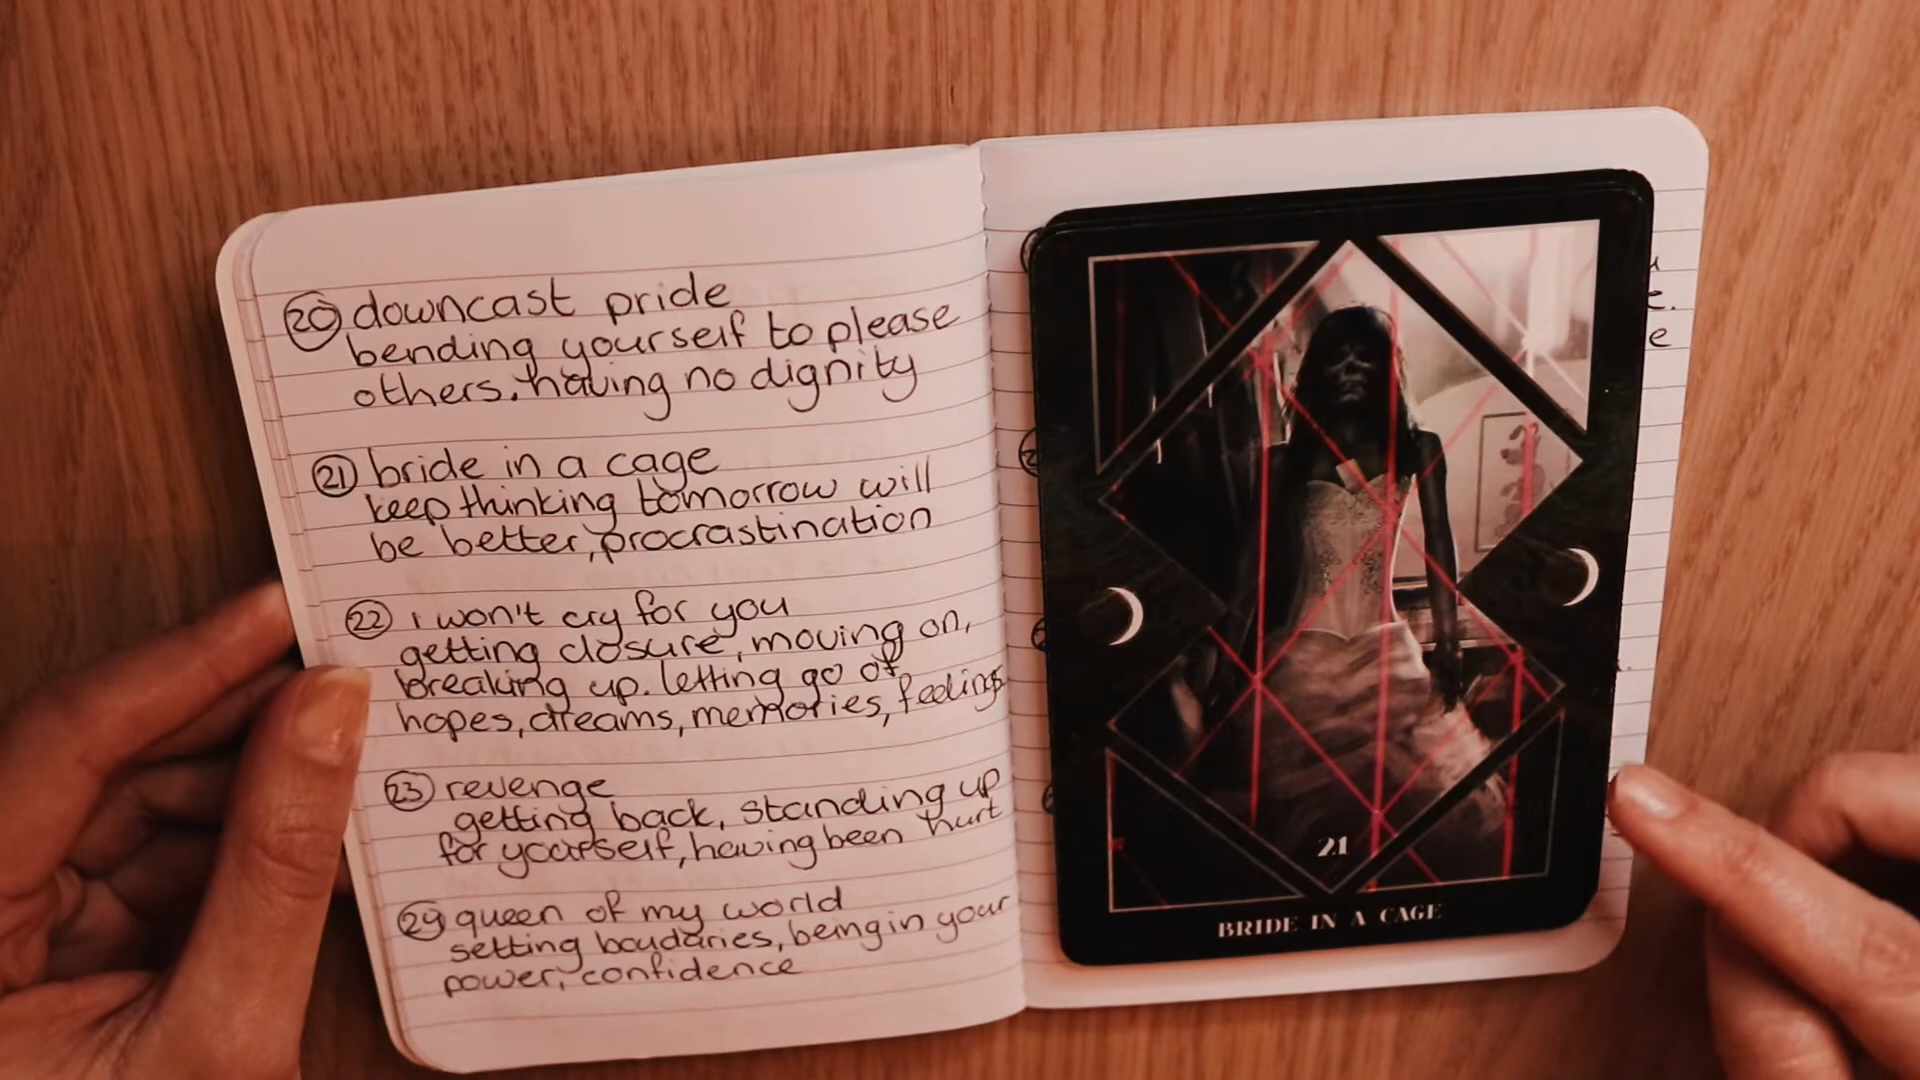 20 downcast pride
bending yourself to please
others. having no dignity
21 bride in a cage
keep thinking tomorrow will
be better, procrastination
22 i won't cry for you
getting closure, moving on,
breaking up. letting go of
hopes, dreams, memories, feelings
23 revenge
getting back, standing up
for yourself, having been hurt
29 queen of my world
setting boudaries, being in your
power, confidence
21
BRIDE IN A CAGE